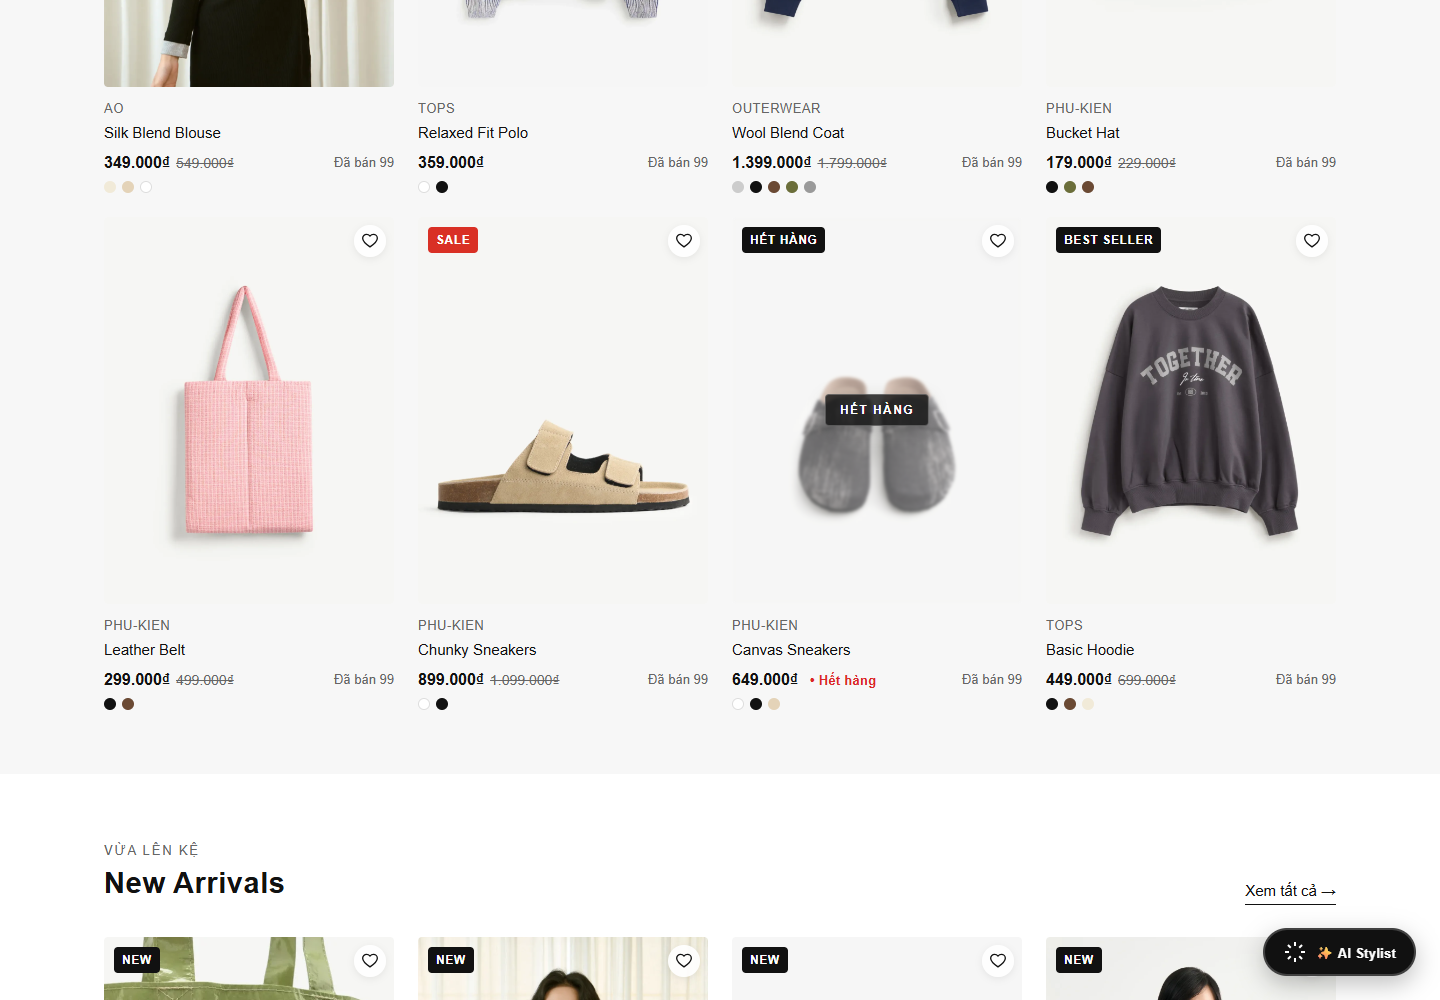 AO
Silk Blend Blouse
349.000₫ 549.000₫ Đã bán 99
TOPS
Relaxed Fit Polo
359.000₫ Đã bán 99
OUTERWEAR
Wool Blend Coat
1.399.000₫ 1.799.000₫ Đã bán 99
PHU-KIEN
Bucket Hat
179.000₫ 229.000₫ Đã bán 99
PHU-KIEN
Leather Belt
299.000₫ 499.000₫ Đã bán 99
SALE
PHU-KIEN
Chunky Sneakers
899.000₫ 1.099.000₫ Đã bán 99
HẾT HÀNG
HẾT HÀNG
PHU-KIEN
Canvas Sneakers
649.000₫ • Hết hàng Đã bán 99
BEST SELLER
TOGETHER
TOPS
Basic Hoodie
449.000₫ 699.000₫ Đã bán 99
VỪA LÊN KỆ
New Arrivals
Xem tất cả →
NEW
NEW
NEW
NEW
✨ AI Stylist